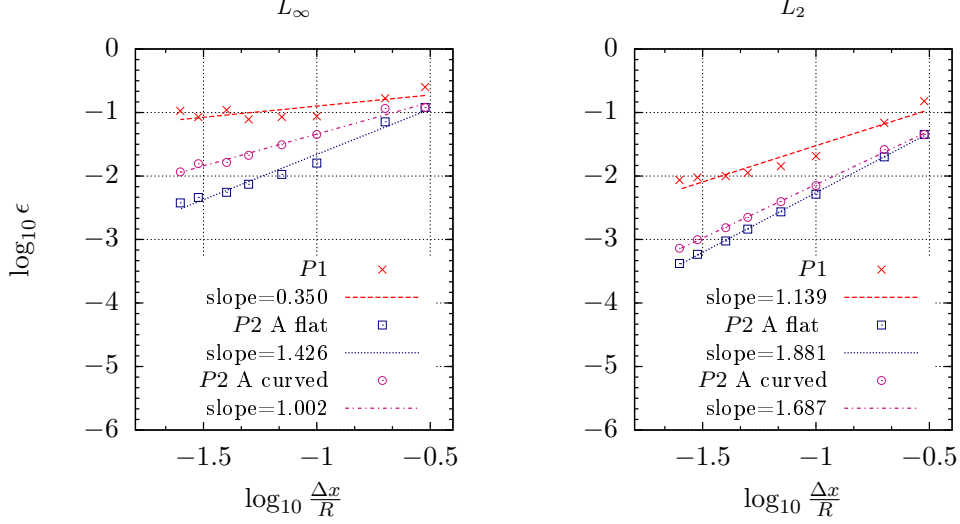 L∞
0
−1
−2
−3
−4
−5
−6
log₁₀ ϵ
P1
slope=0.350
P2 A flat
slope=1.426
P2 A curved
slope=1.002
−1.5 −1 −0.5
log₁₀ Δx/R
L₂
0
−1
−2
−3
−4
−5
−6
P1
slope=1.139
P2 A flat
slope=1.881
P2 A curved
slope=1.687
−1.5 −1 −0.5
log₁₀ Δx/R